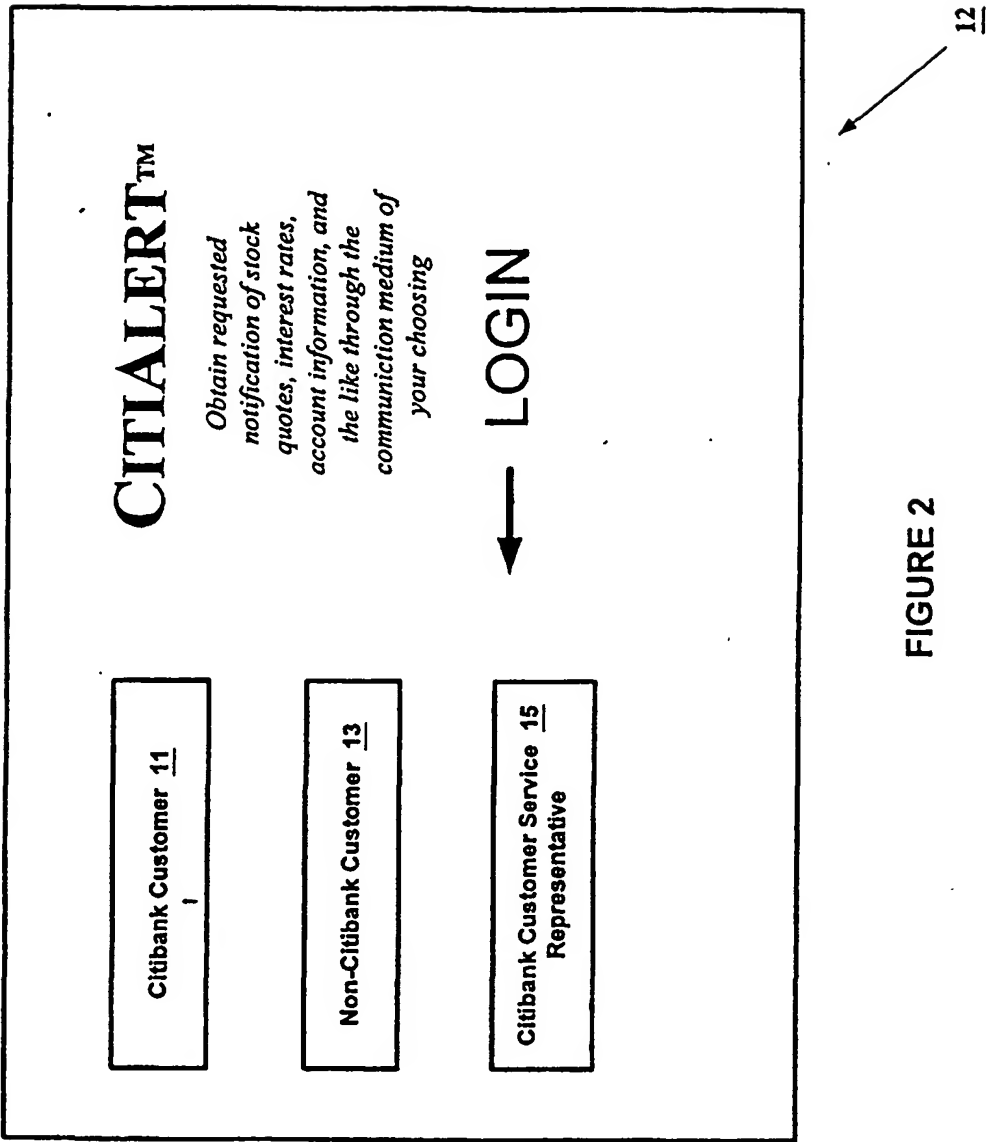 Citibank Customer 11
Non-Citibank Customer 13
Citibank Customer Service 15
Representative
CITIALERT™
Obtain requested
notification of stock
quotes, interest rates,
account information, and
the like through the
communiction medium of
your choosing
LOGIN
12
FIGURE 2